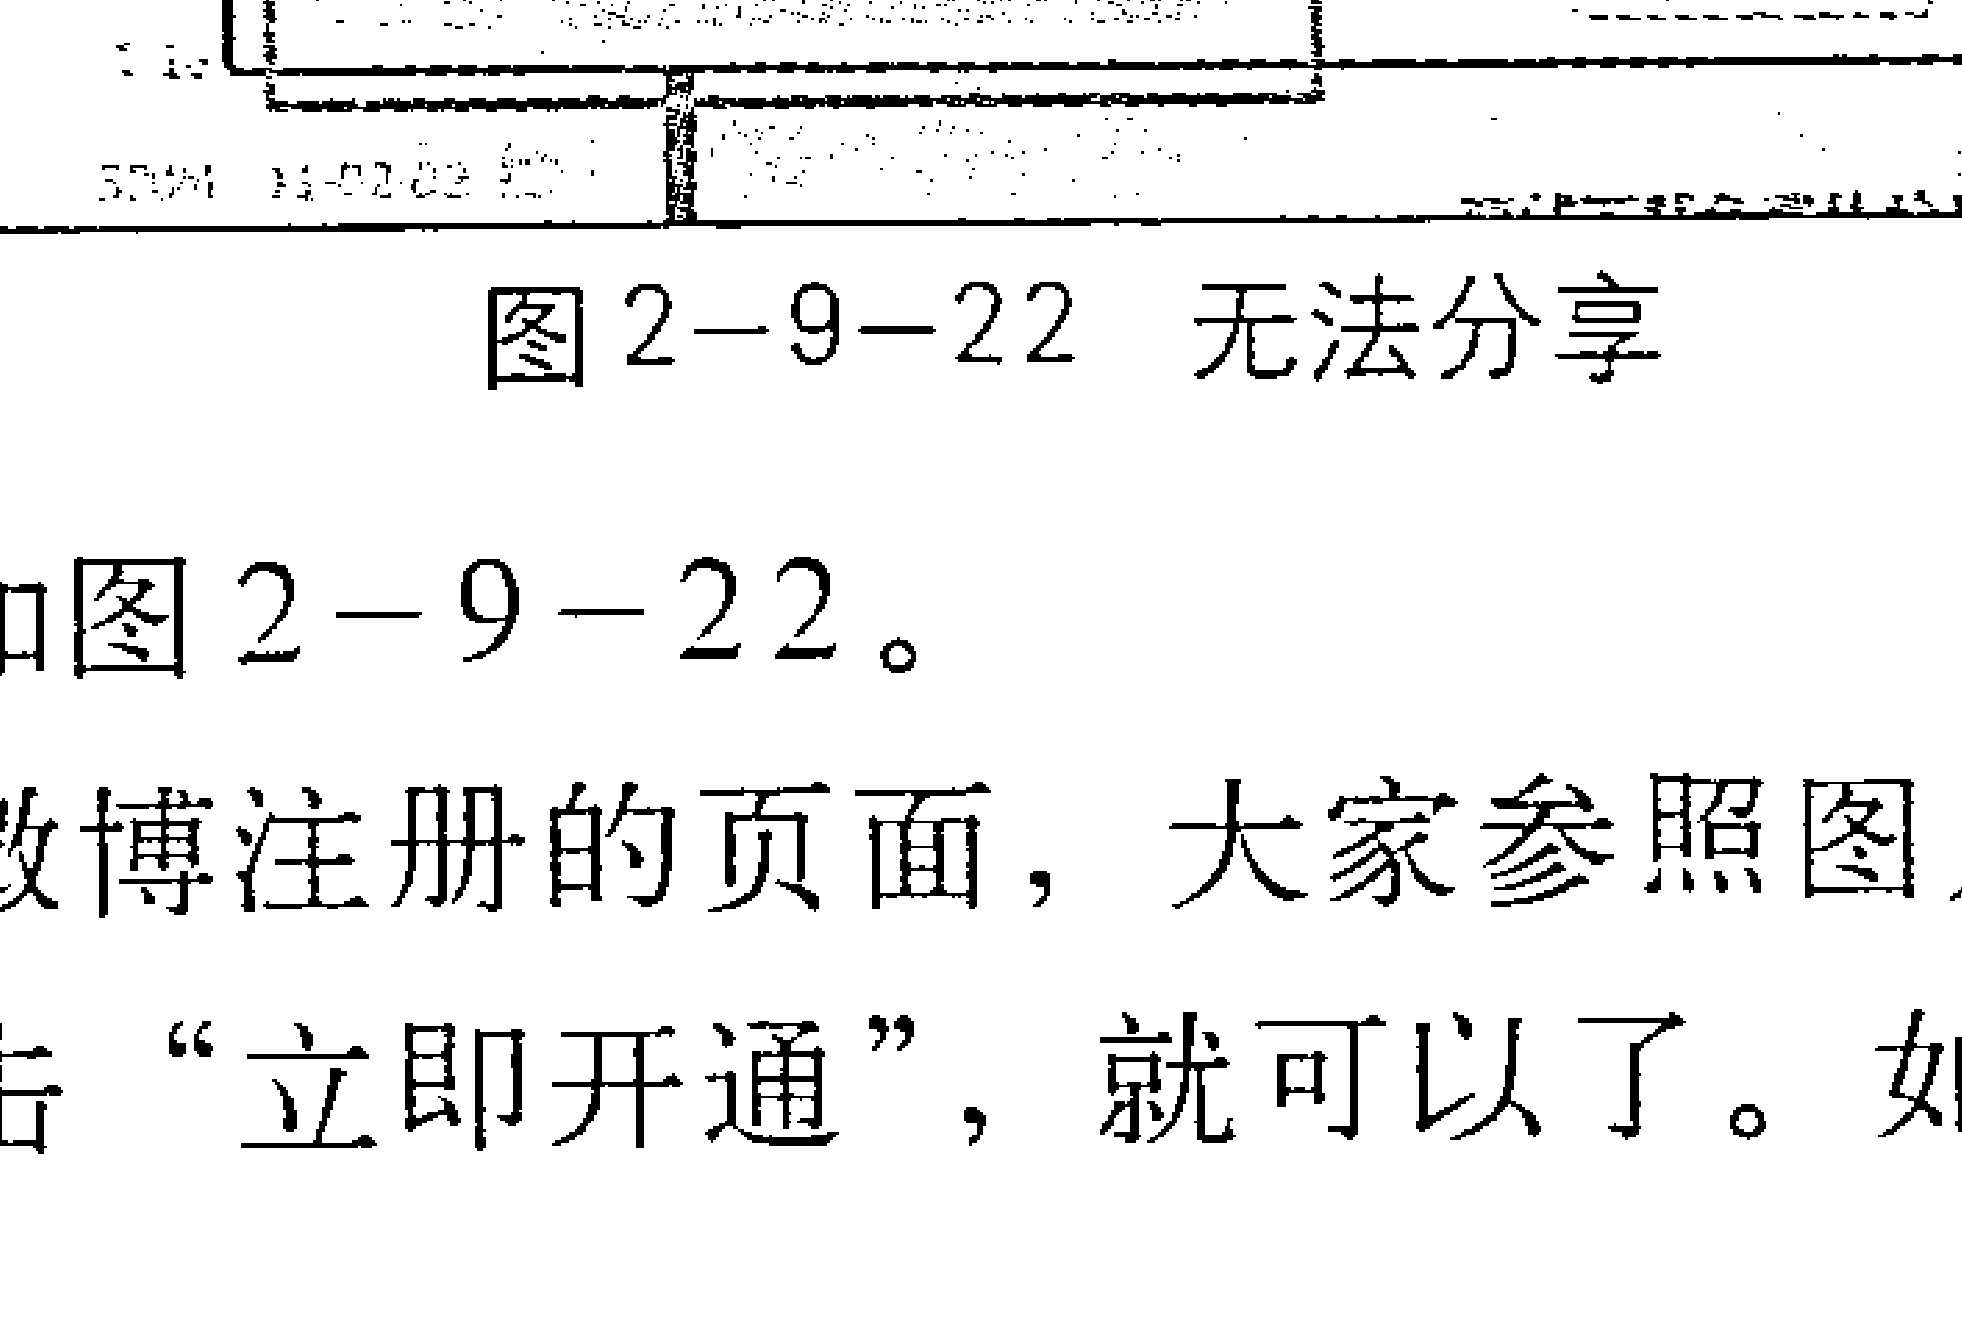 图2-9-22 无法分享
如图2-9-22。
微博注册的页面，大家参照图
击“立即开通”，就可以了。如